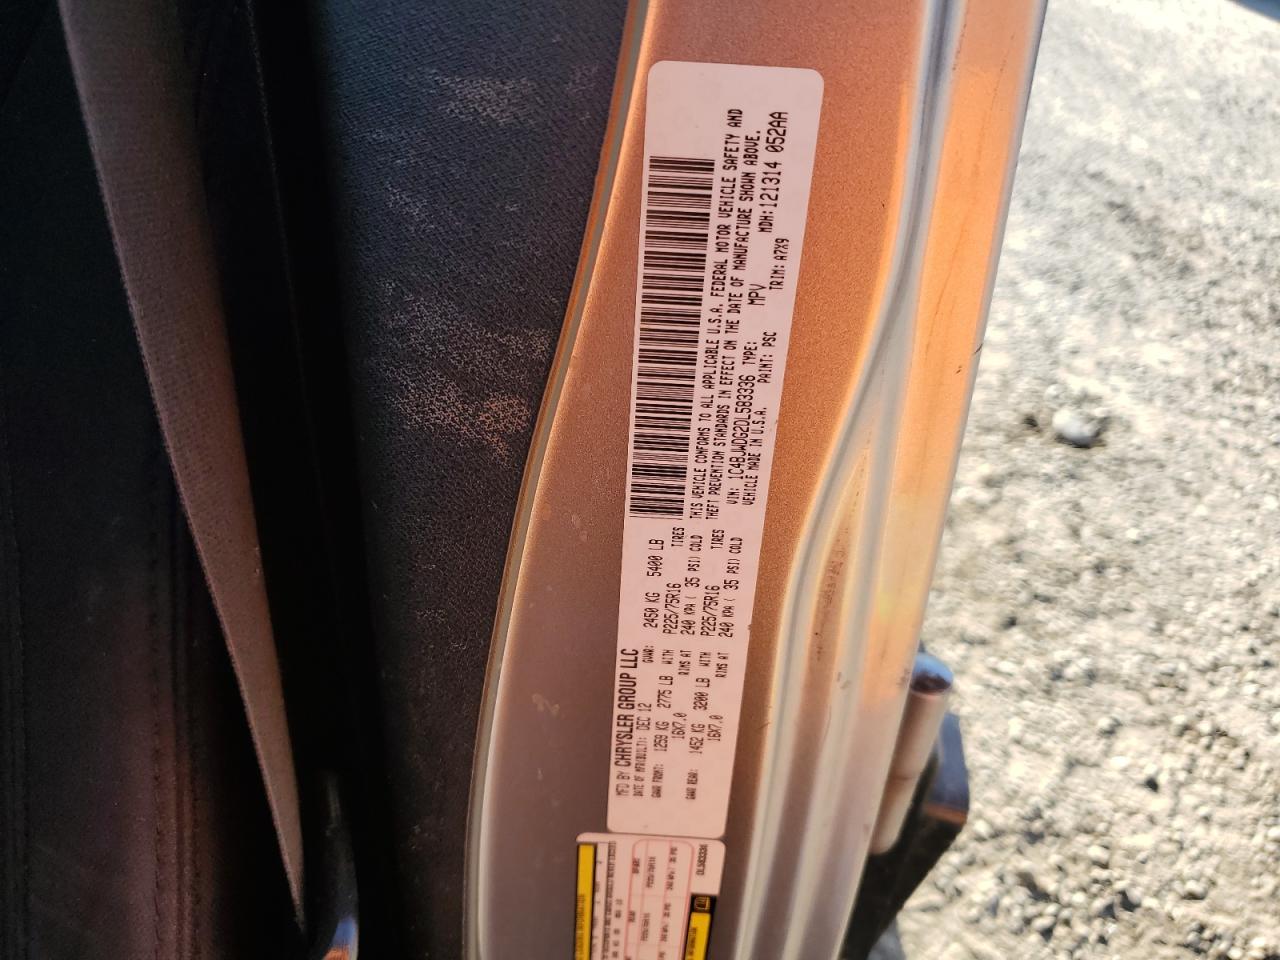 MFD BY CHRYSLER GROUP LLC
DATE OF MFR(BUILT): DEC 12 GVWR: 2450 KG 5400 LB
GAWR FRONT: 1259 KG 2775 LB WITH P225/75R16 TIRES
16X7.0 RIMS AT 240 KPA ( 35 PSI) COLD
GAWR REAR: 1452 KG 3200 LB WITH P225/75R16 TIRES
16X7.0 RIMS AT 240 KPA ( 35 PSI) COLD
THIS VEHICLE CONFORMS TO ALL APPLICABLE U.S.A. FEDERAL MOTOR VEHICLE SAFETY AND
THEFT PREVENTION STANDARDS IN EFFECT ON THE DATE OF MANUFACTURE SHOWN ABOVE.
VIN: 1C4BJWDG2DL583336 TYPE: MPV MDH: 121314 052AA
VEHICLE MADE IN U.S.A. PAINT: PSC TRIM: A7X9
DL583336